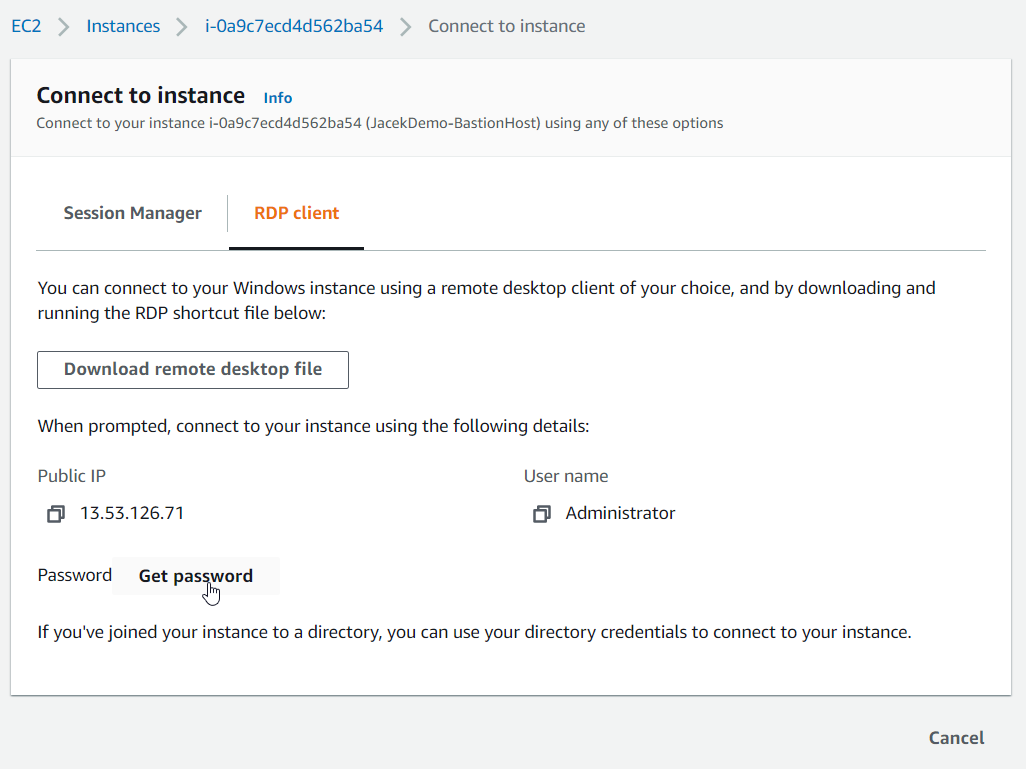 EC2 Instances i-0a9c7ecd4d562ba54 Connect to instance
Connect to instance Info
Connect to your instance i-0a9c7ecd4d562ba54 (JacekDemo-BastionHost) using any of these options
Session Manager RDP client
You can connect to your Windows instance using a remote desktop client of your choice, and by downloading and
running the RDP shortcut file below:
Download remote desktop file
When prompted, connect to your instance using the following details:
Public IP User name
13.53.126.71 Administrator
Password Get password
If you've joined your instance to a directory, you can use your directory credentials to connect to your instance.
Cancel